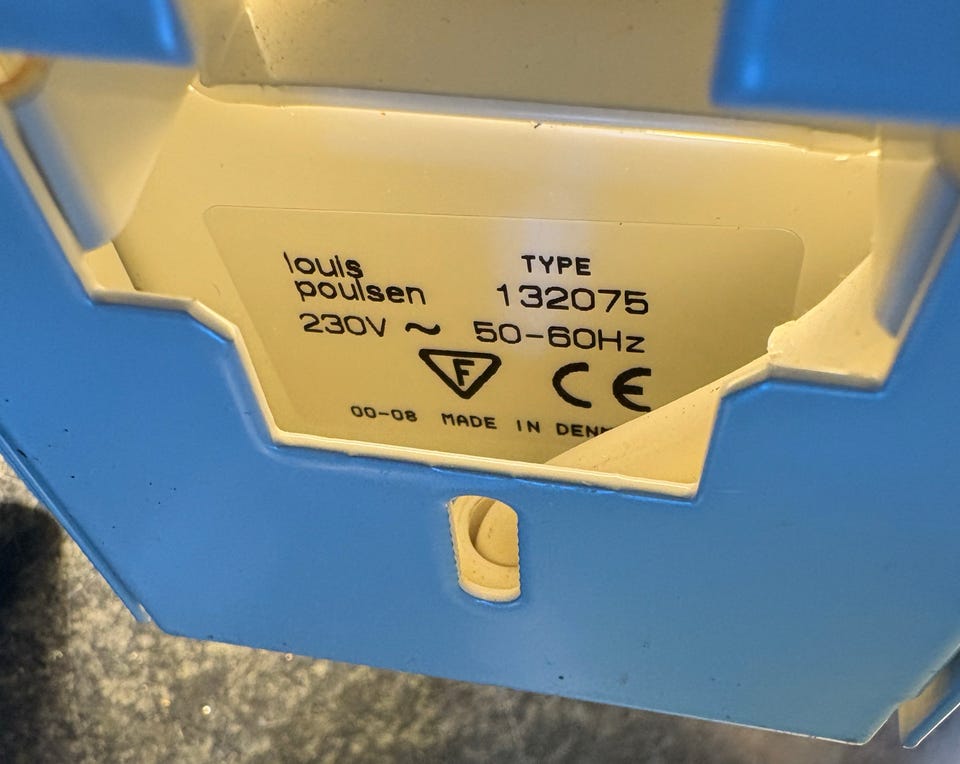 louis
poulsen
TYPE
132075
230V ~ 50-60Hz
F CE
00-08 MADE IN